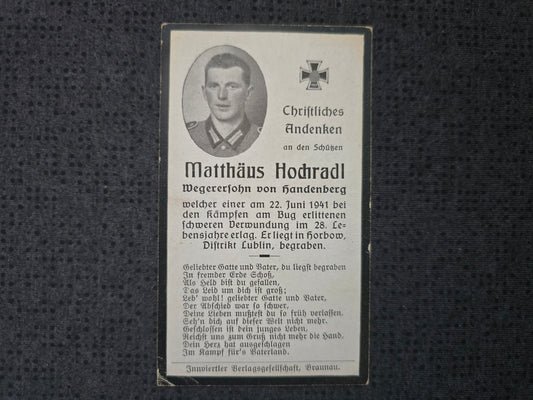 Christliches
Andenken
an den Schützen
Matthäus Hochradl
Wegerersohn von Handenberg
welcher einer am 22. Juni 1941 bei
den Kämpfen am Bug erlittenen
schweren Verwundung im 28. Le-
bensjahre erlag. Er liegt in Horbow,
Distrikt Lublin, begraben.
Geliebter Gatte und Vater, du liegst begraben
In fremder Erde Schoß,
Als Held bist du gefallen,
Das Leid um dich ist groß;
Leb' wohl! geliebter Gatte und Vater,
Der Abschied war so schwer,
Deine Lieben mußtest du so früh verlassen,
Seh'n dich auf dieser Welt nicht mehr.
Geschlossen ist dein junges Leben,
Reichst uns zum Gruß nicht mehr die Hand.
Dein Herz hat ausgeschlagen
Im Kampf für's Vaterland.
Innviertler Verlagsgesellschaft, Braunau.